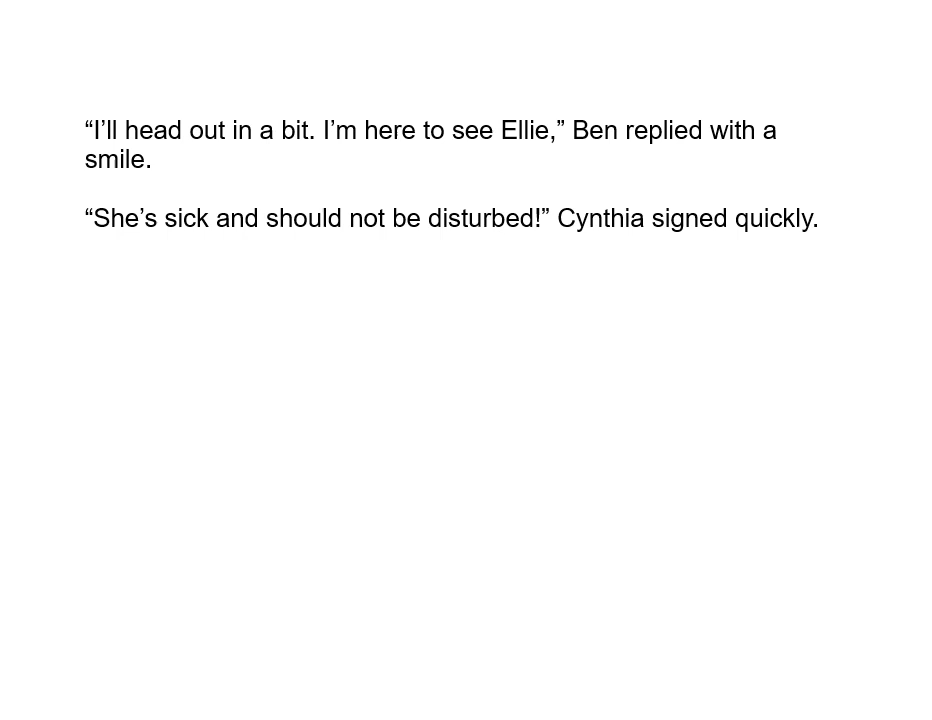 “I’ll head out in a bit. I’m here to see Ellie,” Ben replied with a
smile.
“She’s sick and should not be disturbed!” Cynthia signed quickly.